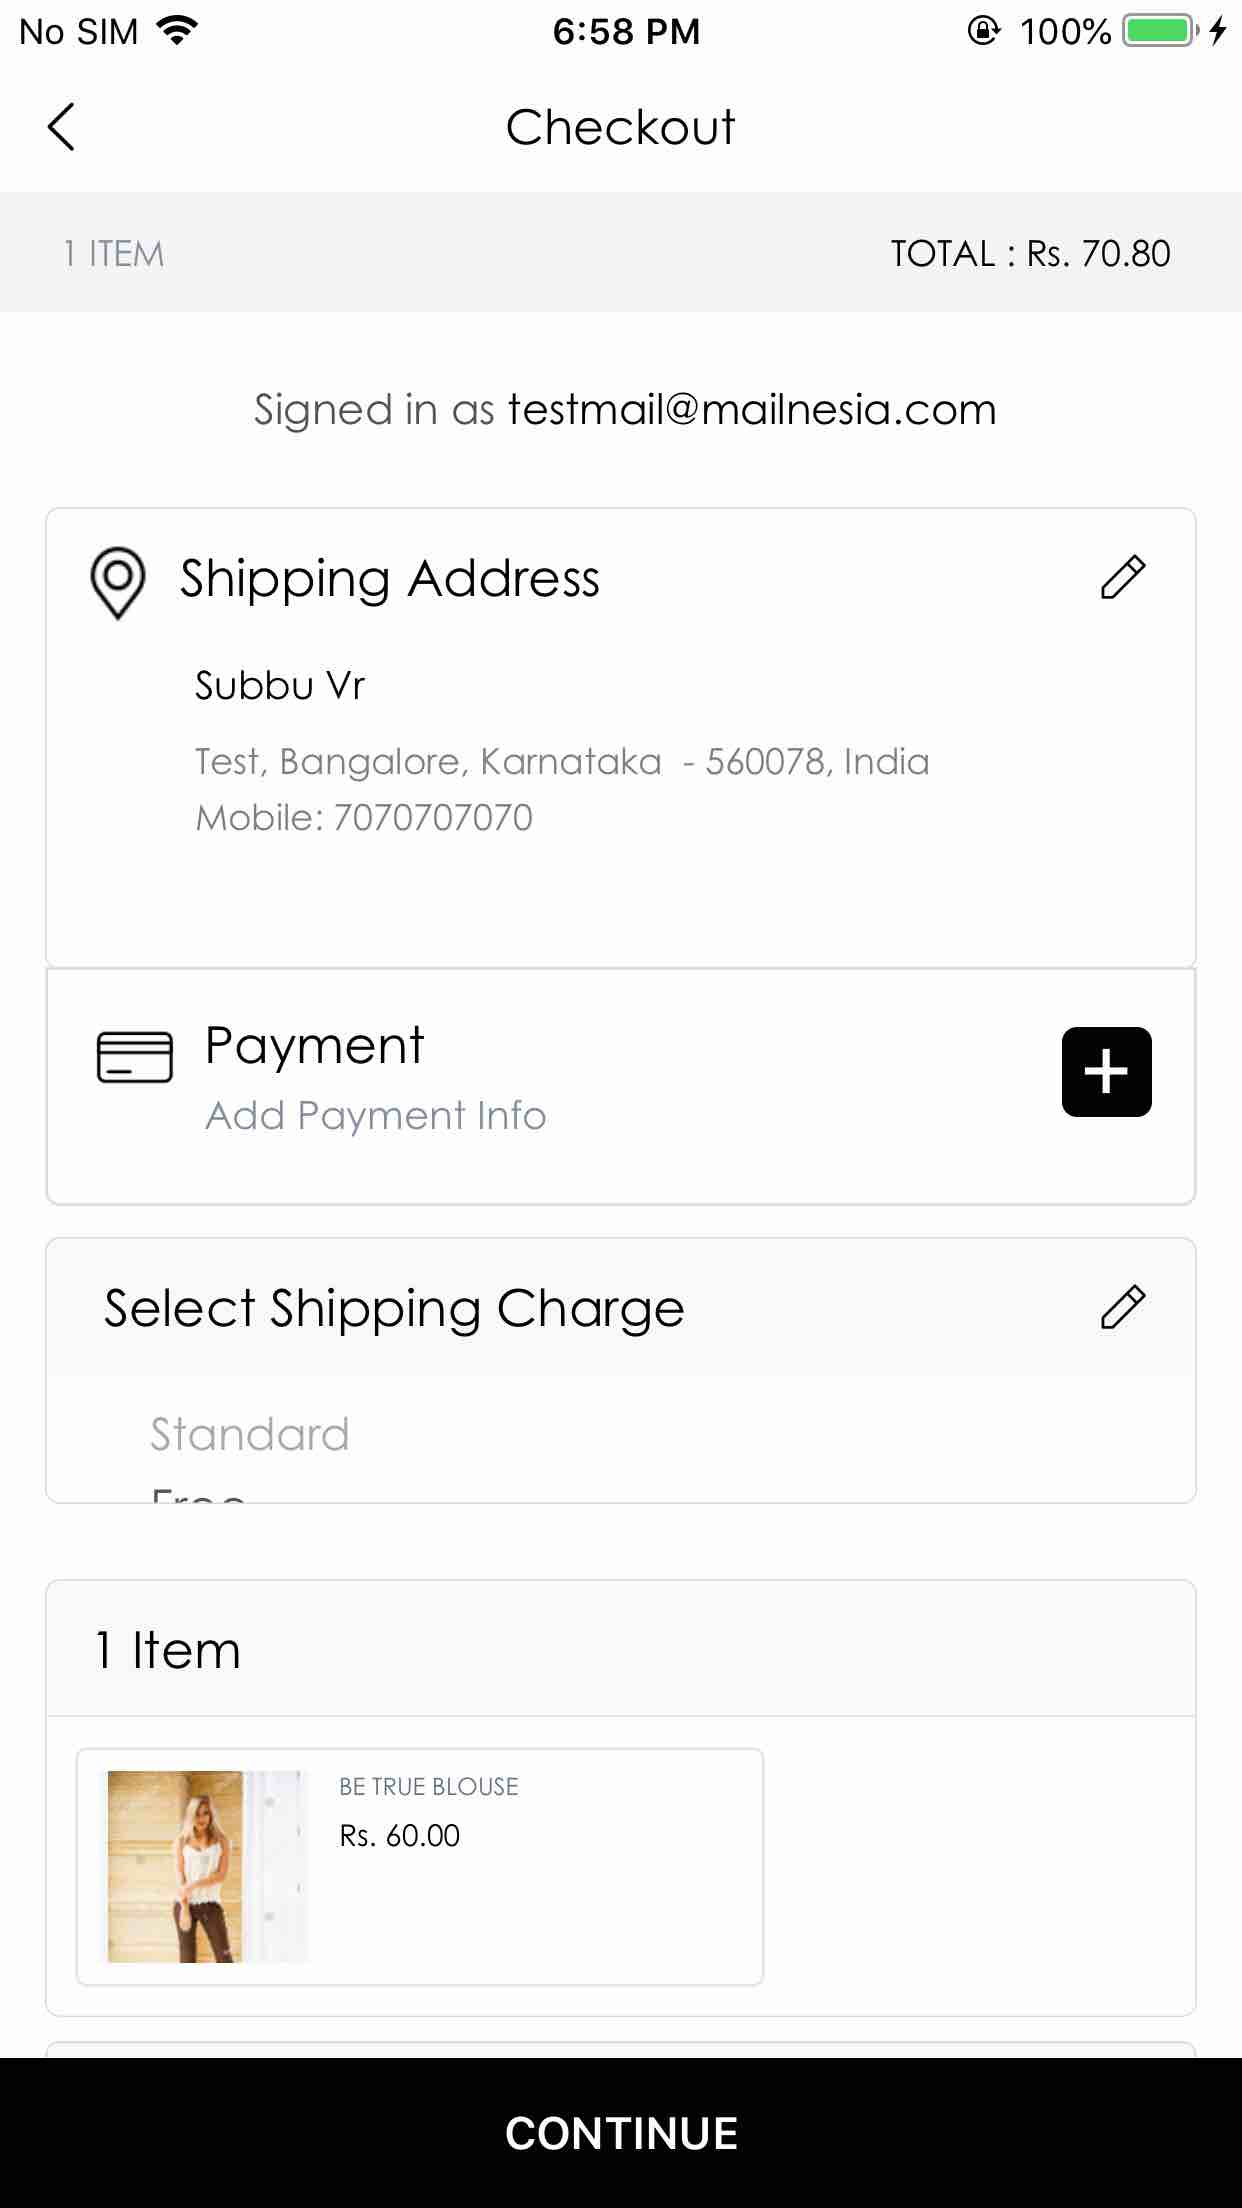 No SIM 6:58 PM 100%
Checkout
1 ITEM TOTAL : Rs. 70.80
Signed in as testmail@mailnesia.com
Shipping Address
Subbu Vr
Test, Bangalore, Karnataka  - 560078, India
Mobile: 7070707070
Payment
Add Payment Info
Select Shipping Charge
Standard
Free
1 Item
BE TRUE BLOUSE
Rs. 60.00
CONTINUE